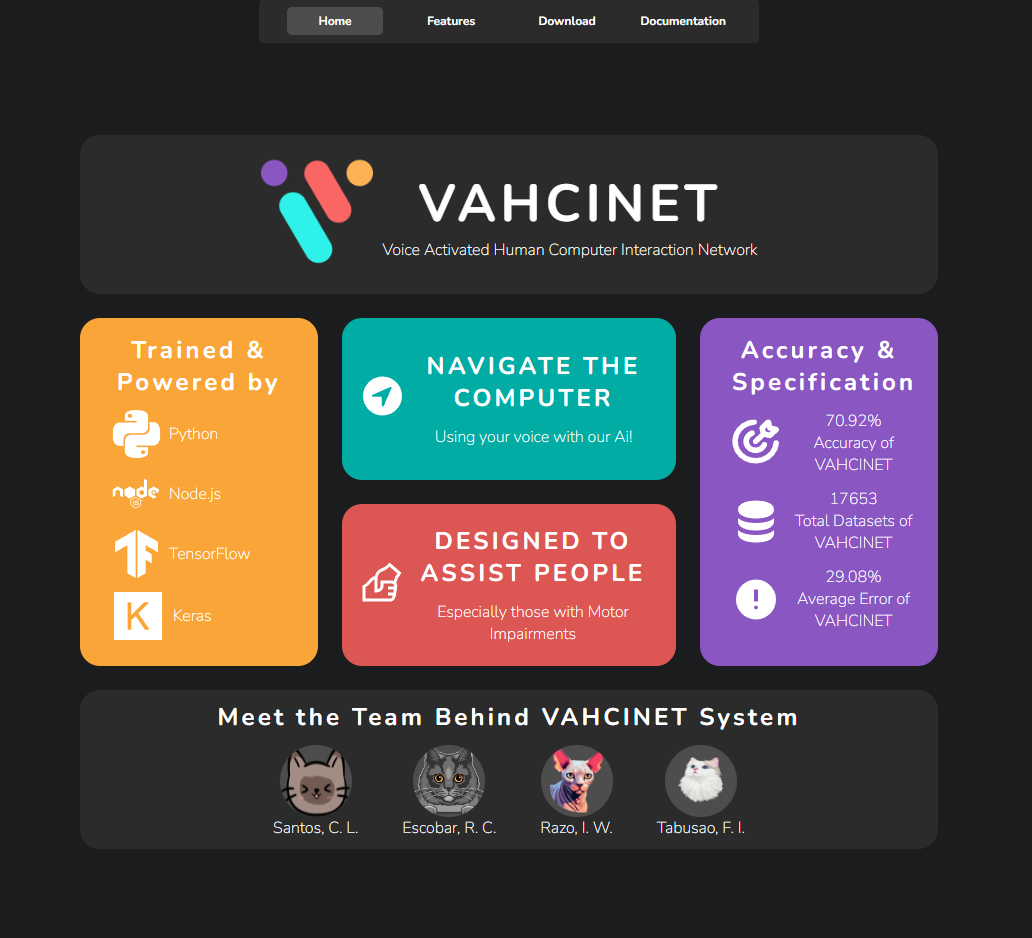 Home Features Download Documentation
VAHCINET
Voice Activated Human Computer Interaction Network
Trained &
Powered by
Python
node
JS
Node.js
TensorFlow
K
Keras
NAVIGATE THE
COMPUTER
Using your voice with our Ai!
DESIGNED TO
ASSIST PEOPLE
Especially those with Motor
Impairments
Accuracy &
Specification
70.92%
Accuracy of
VAHCINET
17653
Total Datasets of
VAHCINET
29.08%
Average Error of
VAHCINET
Meet the Team Behind VAHCINET System
Santos, C. L.
Escobar, R. C.
Razo, I. W.
Tabusao, F. I.